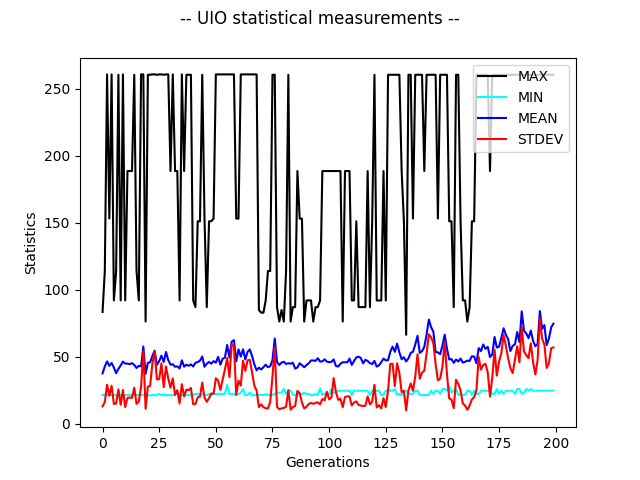 -- UIO statistical measurements --
MAX
MIN
MEAN
STDEV
Statistics
250
200
150
100
50
0
0 25 50 75 100 125 150 175 200
Generations